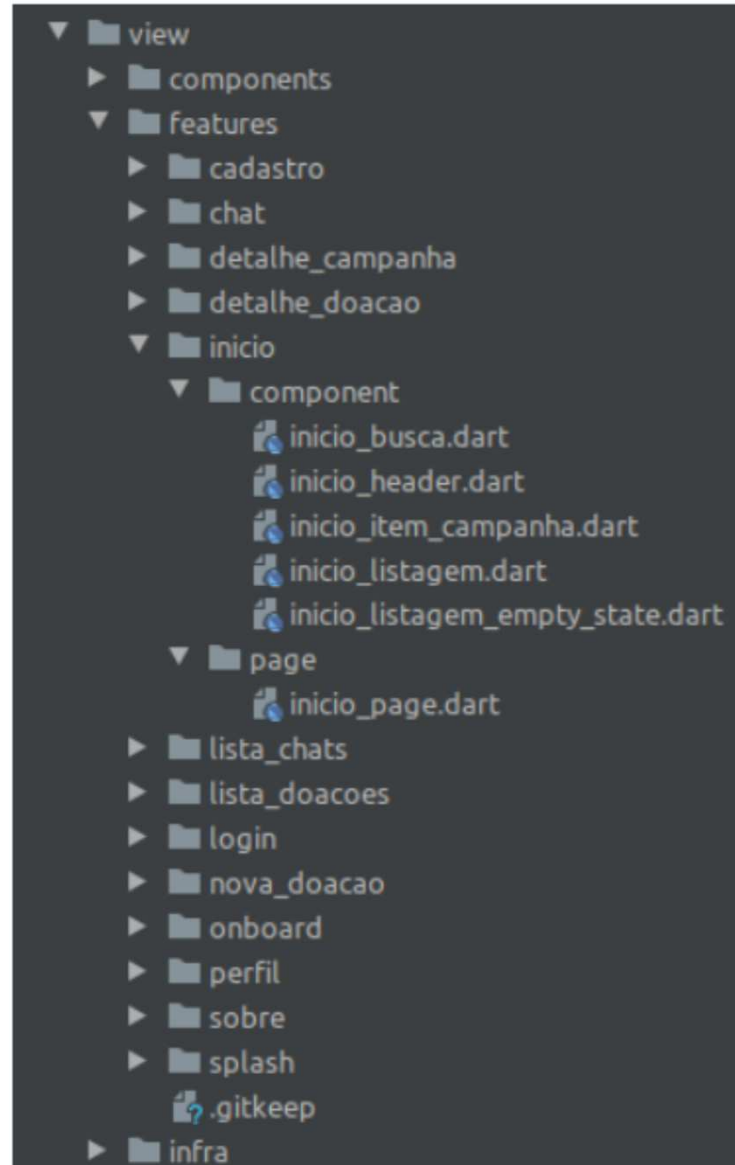 view
components
features
cadastro
chat
detalhe_campanha
detalhe_doacao
inicio
component
inicio_busca.dart
inicio_header.dart
inicio_item_campanha.dart
inicio_listagem.dart
inicio_listagem_empty_state.dart
page
inicio_page.dart
lista_chats
lista_doacoes
login
nova_doacao
onboard
perfil
sobre
splash
.gitkeep
infra